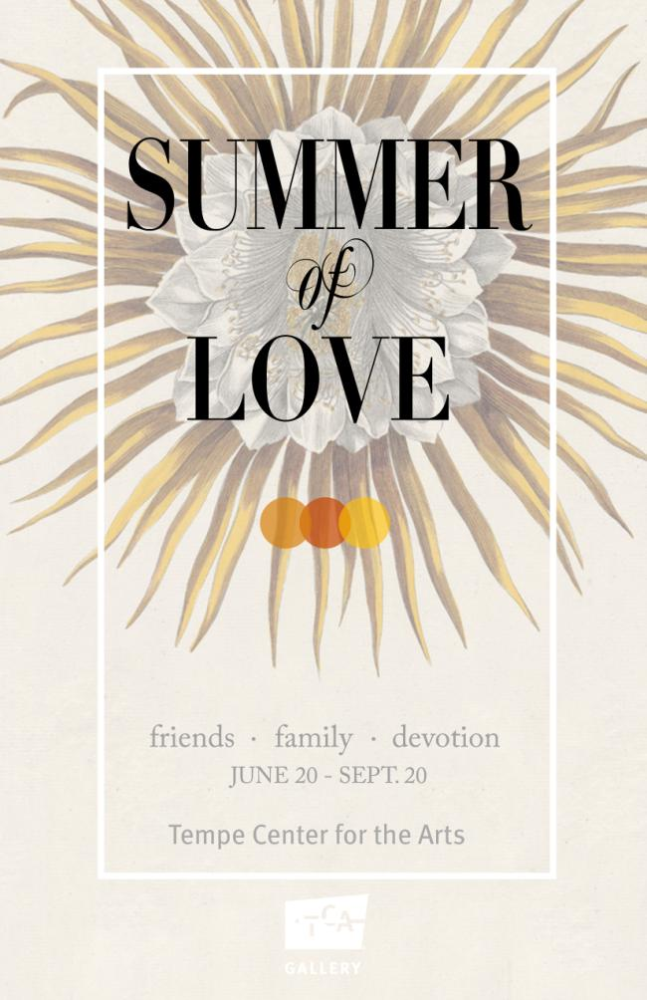 SUMMER
of
LOVE
friends · family · devotion
JUNE 20 - SEPT. 20
Tempe Center for the Arts
TCA
GALLERY